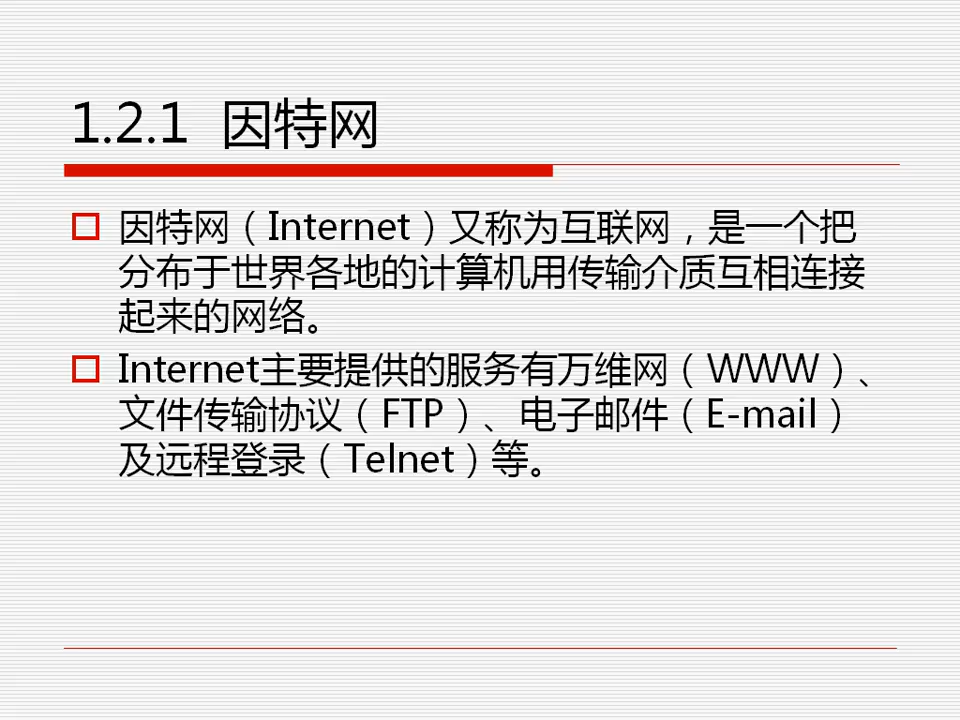 1.2.1 因特网
因特网（Internet）又称为互联网，是一个把
分布于世界各地的计算机用传输介质互相连接
起来的网络。
Internet主要提供的服务有万维网（WWW）、
文件传输协议（FTP）、电子邮件（E-mail）
及远程登录（Telnet）等。